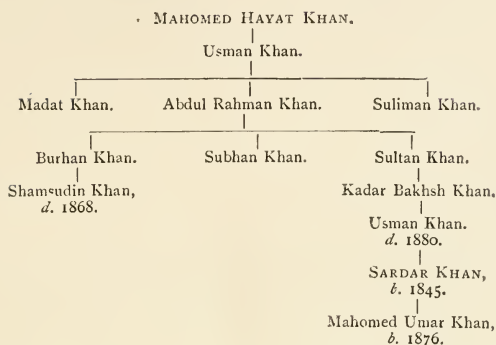 MAHOMED HAYAT KHAN.
Usman Khan.
Madat Khan. Abdul Rahman Khan. Suliman Khan.
Burhan Khan. Subhan Khan. Sultan Khan.
Shamsudin Khan, Kadar Bakhsh Khan.
d. 1868. Usman Khan.
d. 1880.
SARDAR KHAN,
b. 1845.
Mahomed Umar Khan,
b. 1876.